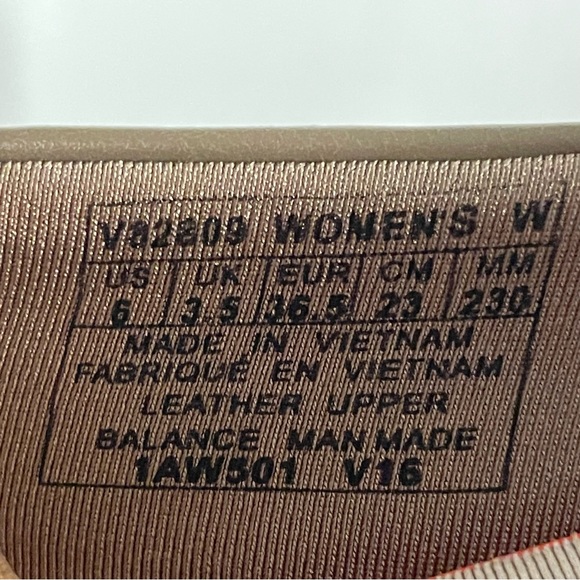 V82809 WOMEN'S W
US UK EUR CM MM
6 3.5 36.5 23 230
MADE IN VIETNAM
FABRIQUÉ EN VIETNAM
LEATHER UPPER
BALANCE MAN MADE
1AW501 V16